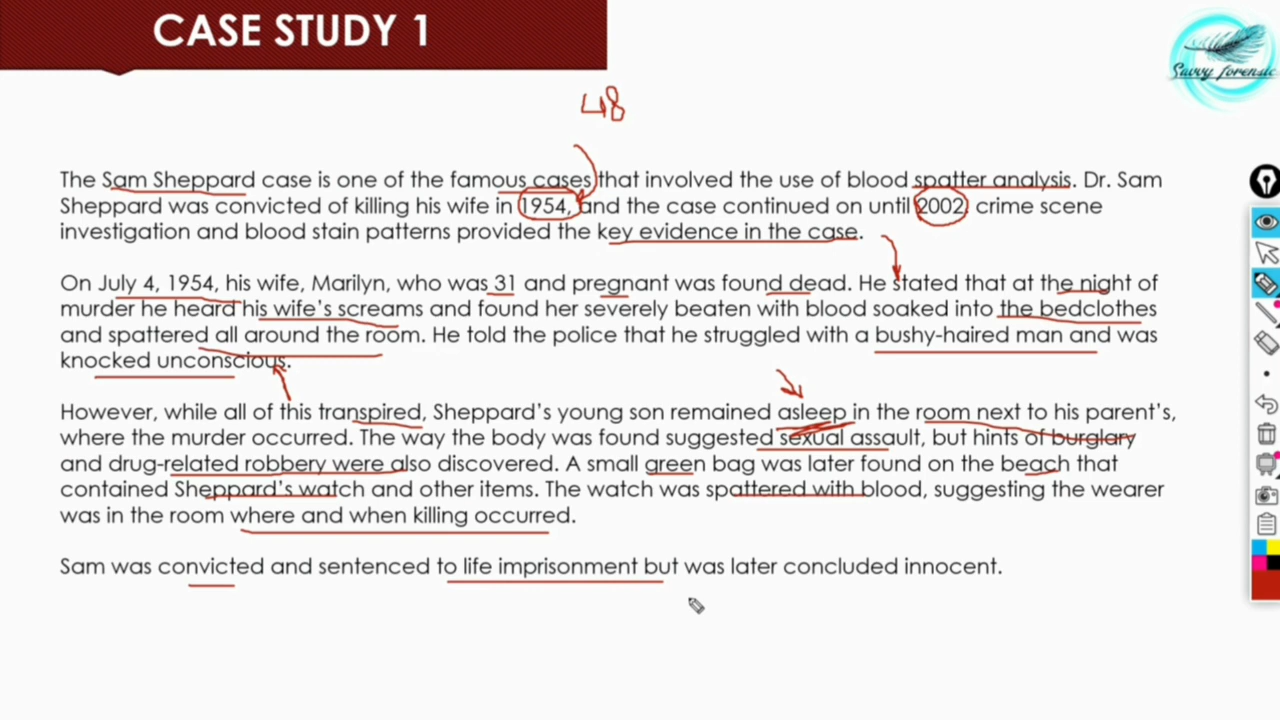 CASE STUDY 1
Savvy forensic
48
The Sam Sheppard case is one of the famous cases that involved the use of blood spatter analysis. Dr. Sam
Sheppard was convicted of killing his wife in 1954, and the case continued on until 2002. crime scene
investigation and blood stain patterns provided the key evidence in the case.
On July 4, 1954, his wife, Marilyn, who was 31 and pregnant was found dead. He stated that at the night of
murder he heard his wife's screams and found her severely beaten with blood soaked into the bedclothes
and spattered all around the room. He told the police that he struggled with a bushy-haired man and was
knocked unconscious.
However, while all of this transpired, Sheppard's young son remained asleep in the room next to his parent's,
where the murder occurred. The way the body was found suggested sexual assault, but hints of burglary
and drug-related robbery were also discovered. A small green bag was later found on the beach that
contained Sheppard's watch and other items. The watch was spattered with blood, suggesting the wearer
was in the room where and when killing occurred.
Sam was convicted and sentenced to life imprisonment but was later concluded innocent.